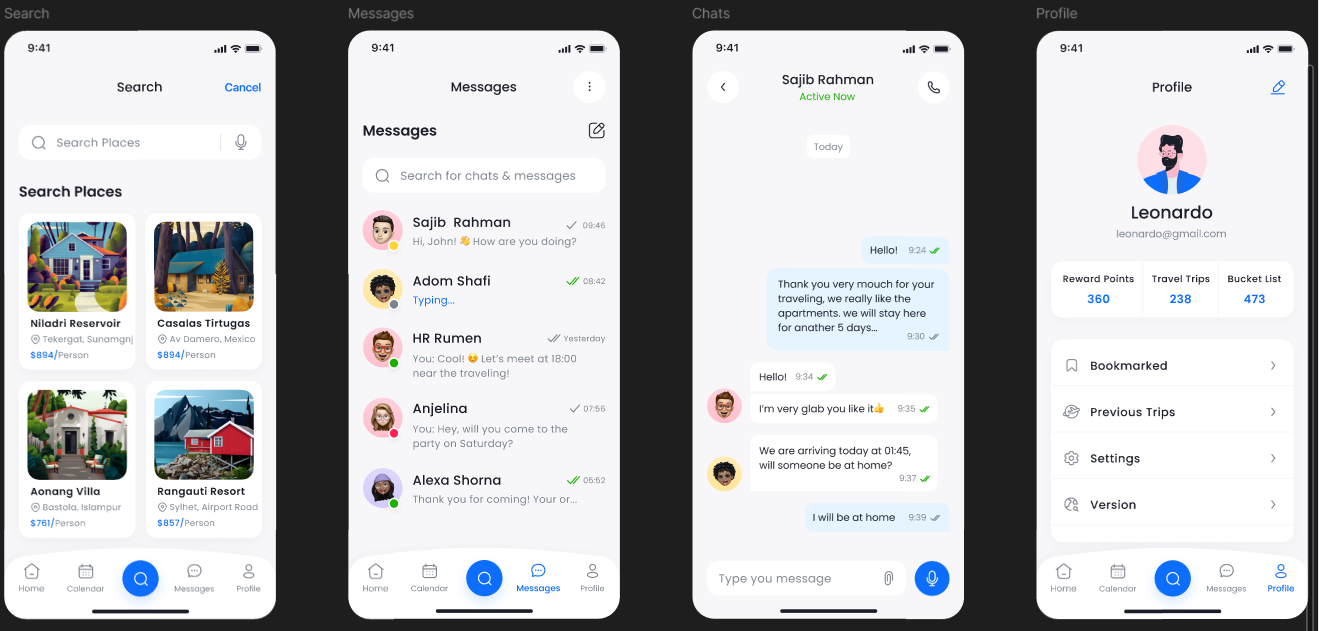 Search
9:41
Search
Cancel
Search Places
Search Places
Niladri Reservoir
Tekergat, Sunamgnj
$894/Person
Casalas Tirtugas
Av Damero, Mexico
$894/Person
Aonang Villa
Bastola, Islampur
$761/Person
Rangauti Resort
Sylhet, Airport Road
$857/Person
Home
Calendar
Messages
Profile
Messages
9:41
Messages
Messages
Search for chats & messages
Sajib Rahman
09:46
Hi, John! 👋 How are you doing?
Adom Shafi
08:42
Typing...
HR Rumen
Yesterday
You: Cool! 😍 Let's meet at 18:00
near the traveling!
Anjelina
07:56
You: Hey, will you come to the
party on Saturday?
Alexa Shorna
05:52
Thank you for coming! Your or...
Home
Calendar
Messages
Profile
Chats
9:41
Sajib Rahman
Active Now
Today
Hello! 9:24
Thank you very mouch for your
traveling, we really like the
apartments. we will stay here
for anather 5 days...
9:30
Hello! 9:34
I'm very glab you like it👍 9:35
We are arriving today at 01:45,
will someone be at home?
9:37
I will be at home 9:39
Type you message
Profile
9:41
Profile
Leonardo
leonardo@gmail.com
Reward Points
360
Travel Trips
238
Bucket List
473
Bookmarked
Previous Trips
Settings
Version
Home
Calendar
Messages
Profile